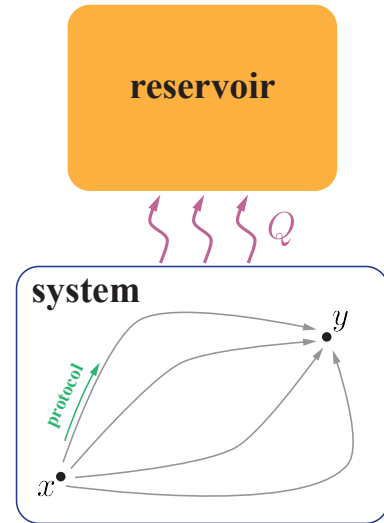 reservoir
Q
system
y
protocol
x